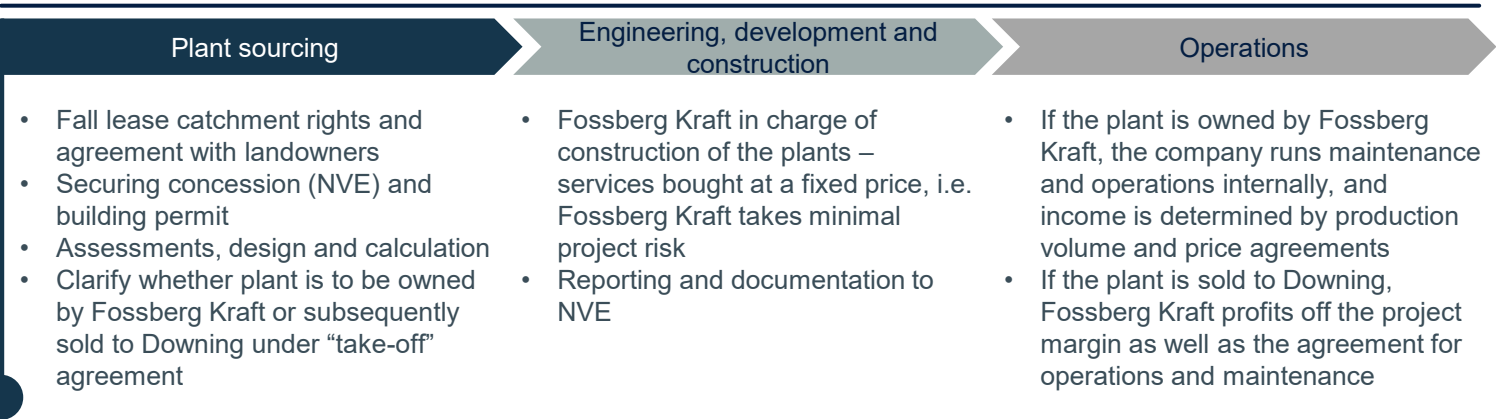 Plant sourcing
Engineering, development and
construction
Operations
• Fall lease catchment rights and
agreement with landowners
• Securing concession (NVE) and
building permit
• Assessments, design and calculation
• Clarify whether plant is to be owned
by Fossberg Kraft or subsequently
sold to Downing under “take-off”
agreement
• Fossberg Kraft in charge of
construction of the plants –
services bought at a fixed price, i.e.
Fossberg Kraft takes minimal
project risk
• Reporting and documentation to
NVE
• If the plant is owned by Fossberg
Kraft, the company runs maintenance
and operations internally, and
income is determined by production
volume and price agreements
• If the plant is sold to Downing,
Fossberg Kraft profits off the project
margin as well as the agreement for
operations and maintenance